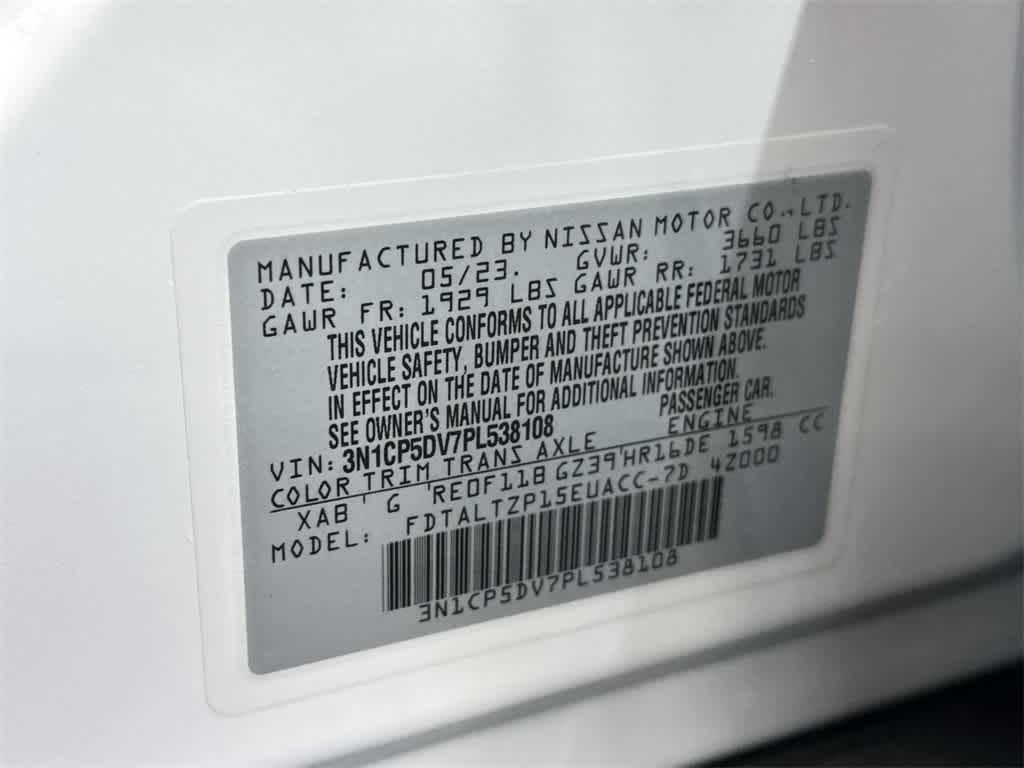 MANUFACTURED BY NISSAN MOTOR CO.,LTD.
DATE: 05/23. GVWR: 3660 LBS
GAWR FR: 1929 LBS GAWR RR: 1731 LBS
THIS VEHICLE CONFORMS TO ALL APPLICABLE FEDERAL MOTOR
VEHICLE SAFETY, BUMPER AND THEFT PREVENTION STANDARDS
IN EFFECT ON THE DATE OF MANUFACTURE SHOWN ABOVE.
SEE OWNER'S MANUAL FOR ADDITIONAL INFORMATION.
VIN: 3N1CP5DV7PL538108 PASSENGER CAR.
COLOR TRIM TRANS AXLE ENGINE
XAB ' G 'RE0F11B GZ39'HR16DE 1598 CC
MODEL: FDTALTZP15EUACC-7D 4Z000
3N1CP5DV7PL538108